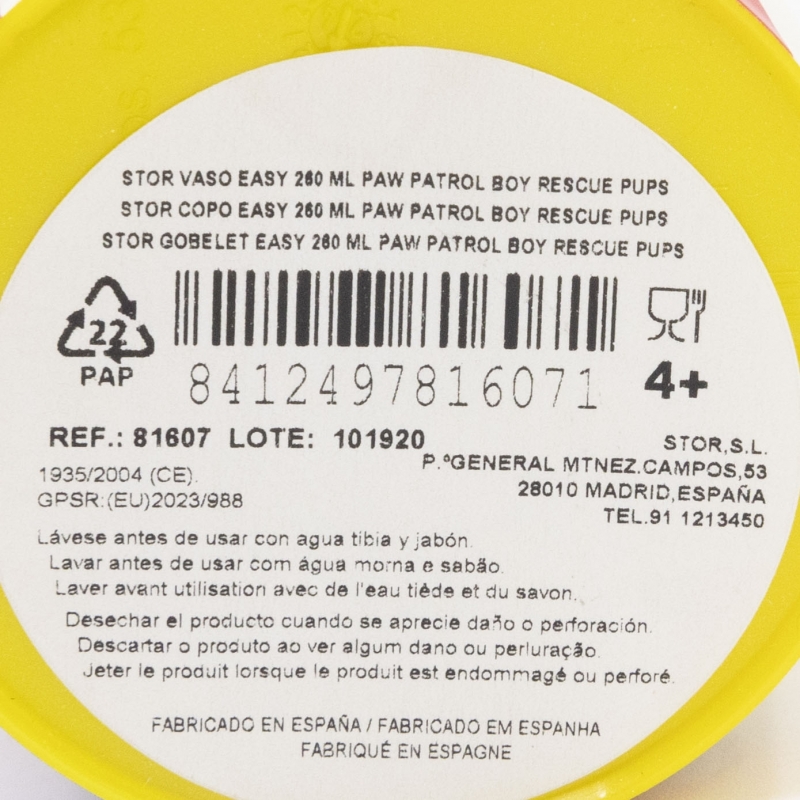 STOR VASO EASY 260 ML PAW PATROL BOY RESCUE PUPS
STOR COPO EASY 260 ML PAW PATROL BOY RESCUE PUPS
STOR GOBELET EASY 260 ML PAW PATROL BOY RESCUE PUPS
22
PAP
8412497816071
4+
REF.: 81607 LOTE: 101920
1935/2004 (CE).
GPSR:(EU)2023/988
STOR,S.L.
P.ºGENERAL MTNEZ.CAMPOS,53
28010 MADRID,ESPAÑA
TEL.91 1213450
Lávese antes de usar con agua tibia y jabón.
Lavar antes de usar com água morna e sabão.
Laver avant utilisation avec de l'eau tiède et du savon.
Desechar el producto cuando se aprecie daño o perforación.
Descartar o produto ao ver algum dano ou perluração.
Jeter le produit lorsque le produit est endommagé ou perforé.
FABRICADO EN ESPAÑA / FABRICADO EM ESPANHA
FABRIQUÉ EN ESPAGNE